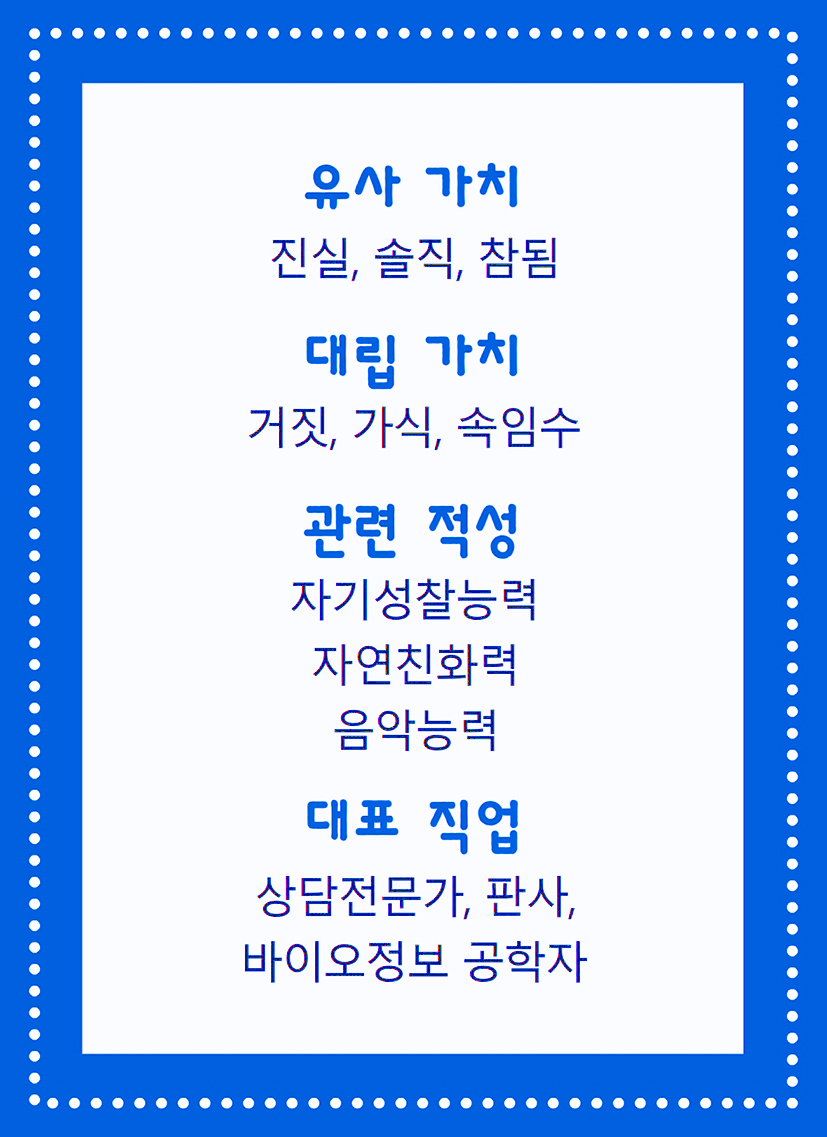 유사 가치
진실, 솔직, 참됨
대립 가치
거짓, 가식, 속임수
관련 적성
자기성찰능력
자연친화력
음악능력
대표 직업
상담전문가, 판사,
바이오정보 공학자